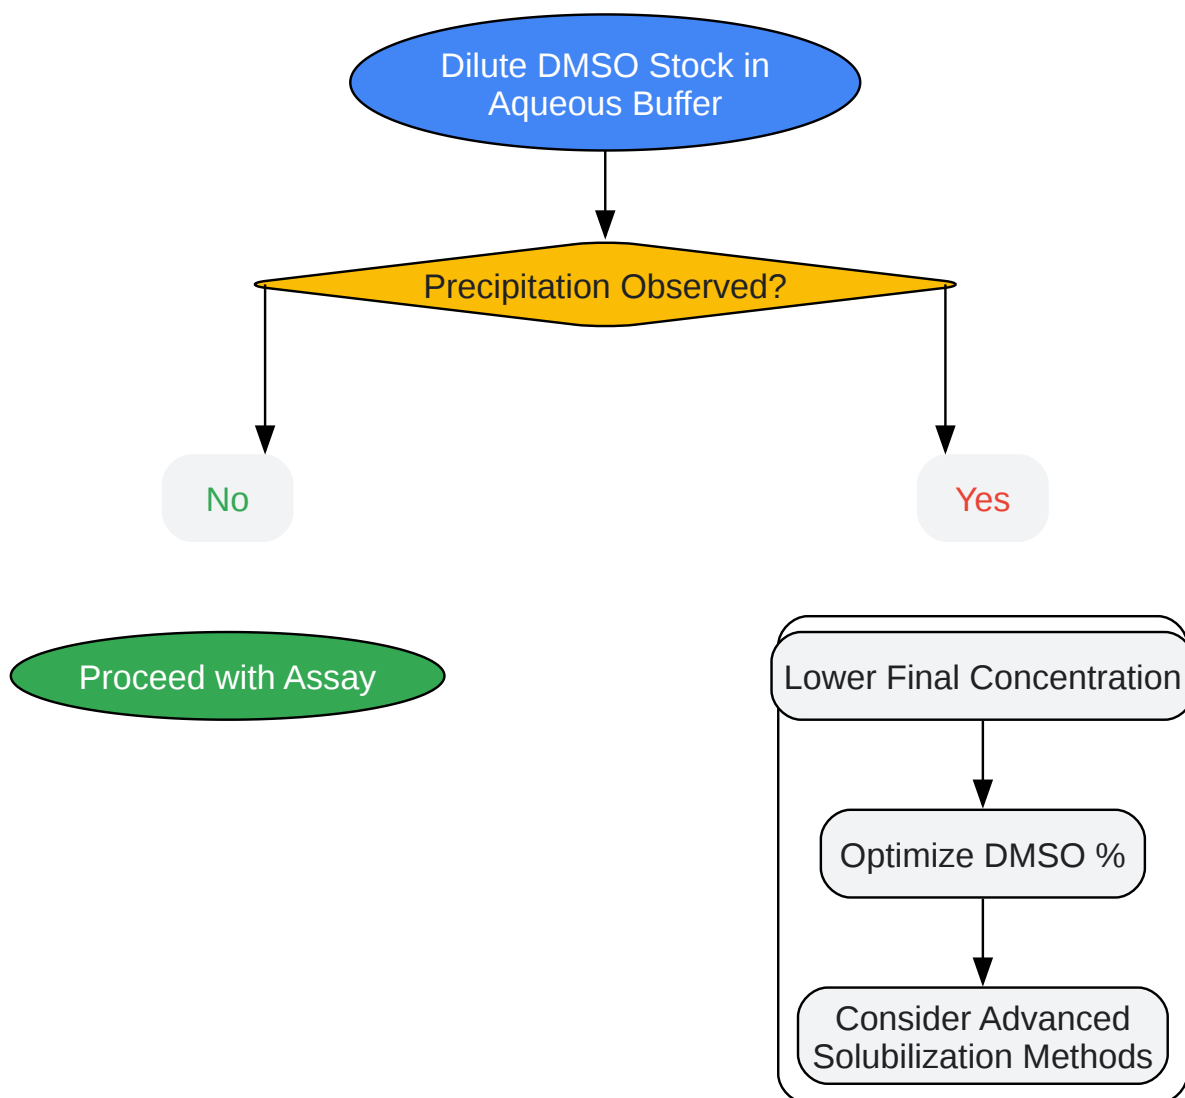 Dilute DMSO Stock in
Aqueous Buffer
Precipitation Observed?
No
Yes
Proceed with Assay
Lower Final Concentration
Optimize DMSO %
Consider Advanced
Solubilization Methods